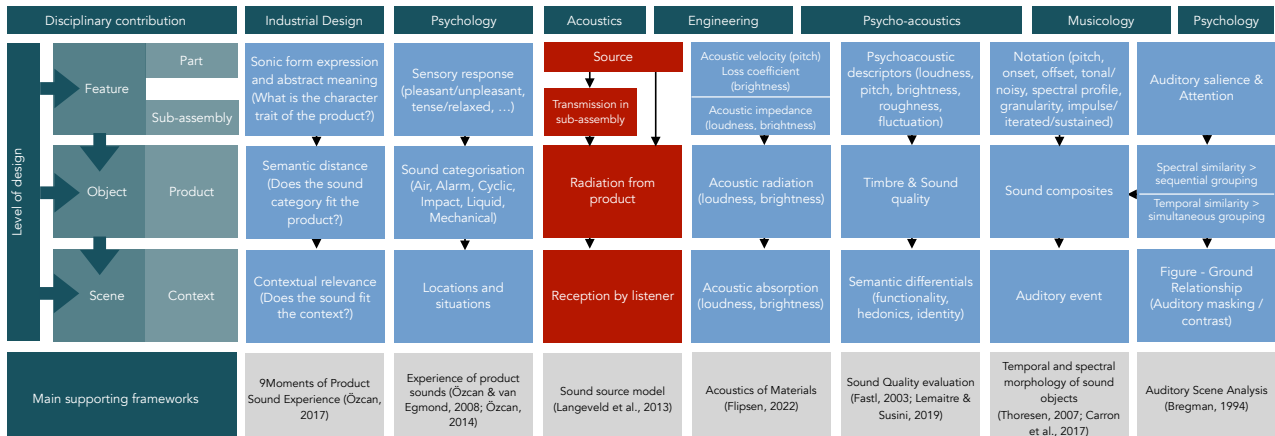 Disciplinary contribution
Industrial Design
Psychology
Acoustics
Engineering
Psycho-acoustics
Musicology
Psychology
Level of design
Feature
Part
Sub-assembly
Sonic form expression
and abstract meaning
(What is the character
trait of the product?)
Sensory response
(pleasant/unpleasant,
tense/relaxed, …)
Source
Transmission in
sub-assembly
Acoustic velocity (pitch)
Loss coefficient
(brightness)
Acoustic impedance
(loudness, brightness)
Psychoacoustic
descriptors (loudness,
pitch, brightness,
roughness,
fluctuation)
Notation (pitch,
onset, offset, tonal/
noisy, spectral profile,
granularity, impulse/
iterated/sustained)
Auditory salience &
Attention
Object
Product
Semantic distance
(Does the sound
category fit the
product?)
Sound categorisation
(Air, Alarm, Cyclic,
Impact, Liquid,
Mechanical)
Radiation from
product
Acoustic radiation
(loudness, brightness)
Timbre & Sound
quality
Sound composites
Spectral similarity >
sequential grouping
Temporal similarity >
simultaneous grouping
Scene
Context
Contextual relevance
(Does the sound fit
the context?)
Locations and
situations
Reception by listener
Acoustic absorption
(loudness, brightness)
Semantic differentials
(functionality,
hedonics, identity)
Auditory event
Figure - Ground
Relationship
(Auditory masking /
contrast)
Main supporting frameworks
9Moments of Product
Sound Experience (Özcan,
2017)
Experience of product
sounds (Özcan & van
Egmond, 2008; Özcan,
2014)
Sound source model
(Langeveld et al., 2013)
Acoustics of Materials
(Flipsen, 2022)
Sound Quality evaluation
(Fastl, 2003; Lemaitre &
Susini, 2019)
Temporal and spectral
morphology of sound
objects
(Thoresen, 2007; Carron
et al., 2017)
Auditory Scene Analysis
(Bregman, 1994)